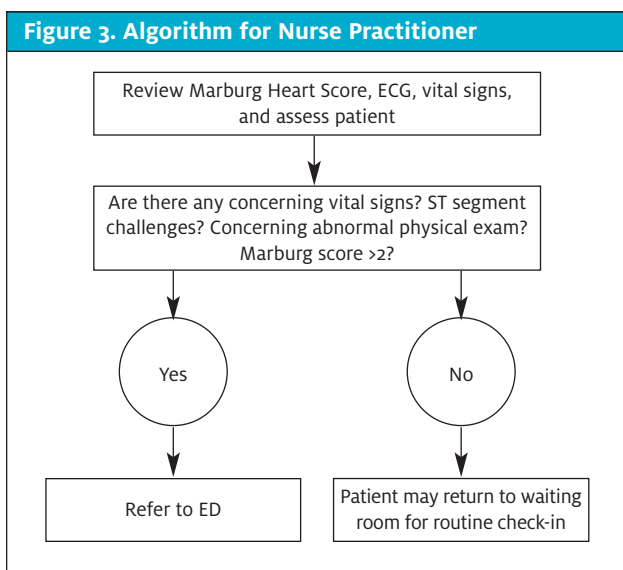 Figure 3. Algorithm for Nurse Practitioner
Review Marburg Heart Score, ECG, vital signs,
and assess patient
Are there any concerning vital signs? ST segment
challenges? Concerning abnormal physical exam?
Marburg score >2?
Yes
No
Refer to ED
Patient may return to waiting
room for routine check-in